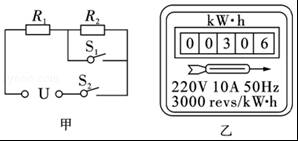 R₁ R₂
S₁
U S₂
甲
kW·h
0 0 3 0 6
220V 10A 50Hz
3000 revs/kW·h
乙